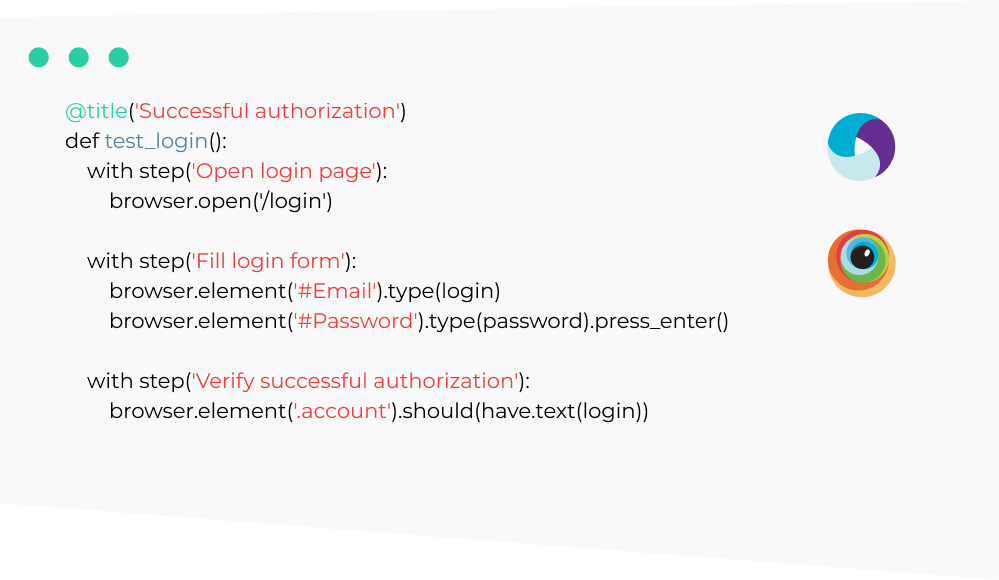 @title('Successful authorization')
def test_login():
    with step('Open login page'):
        browser.open('/login')

    with step('Fill login form'):
        browser.element('#Email').type(login)
        browser.element('#Password').type(password).press_enter()

    with step('Verify successful authorization'):
        browser.element('.account').should(have.text(login))